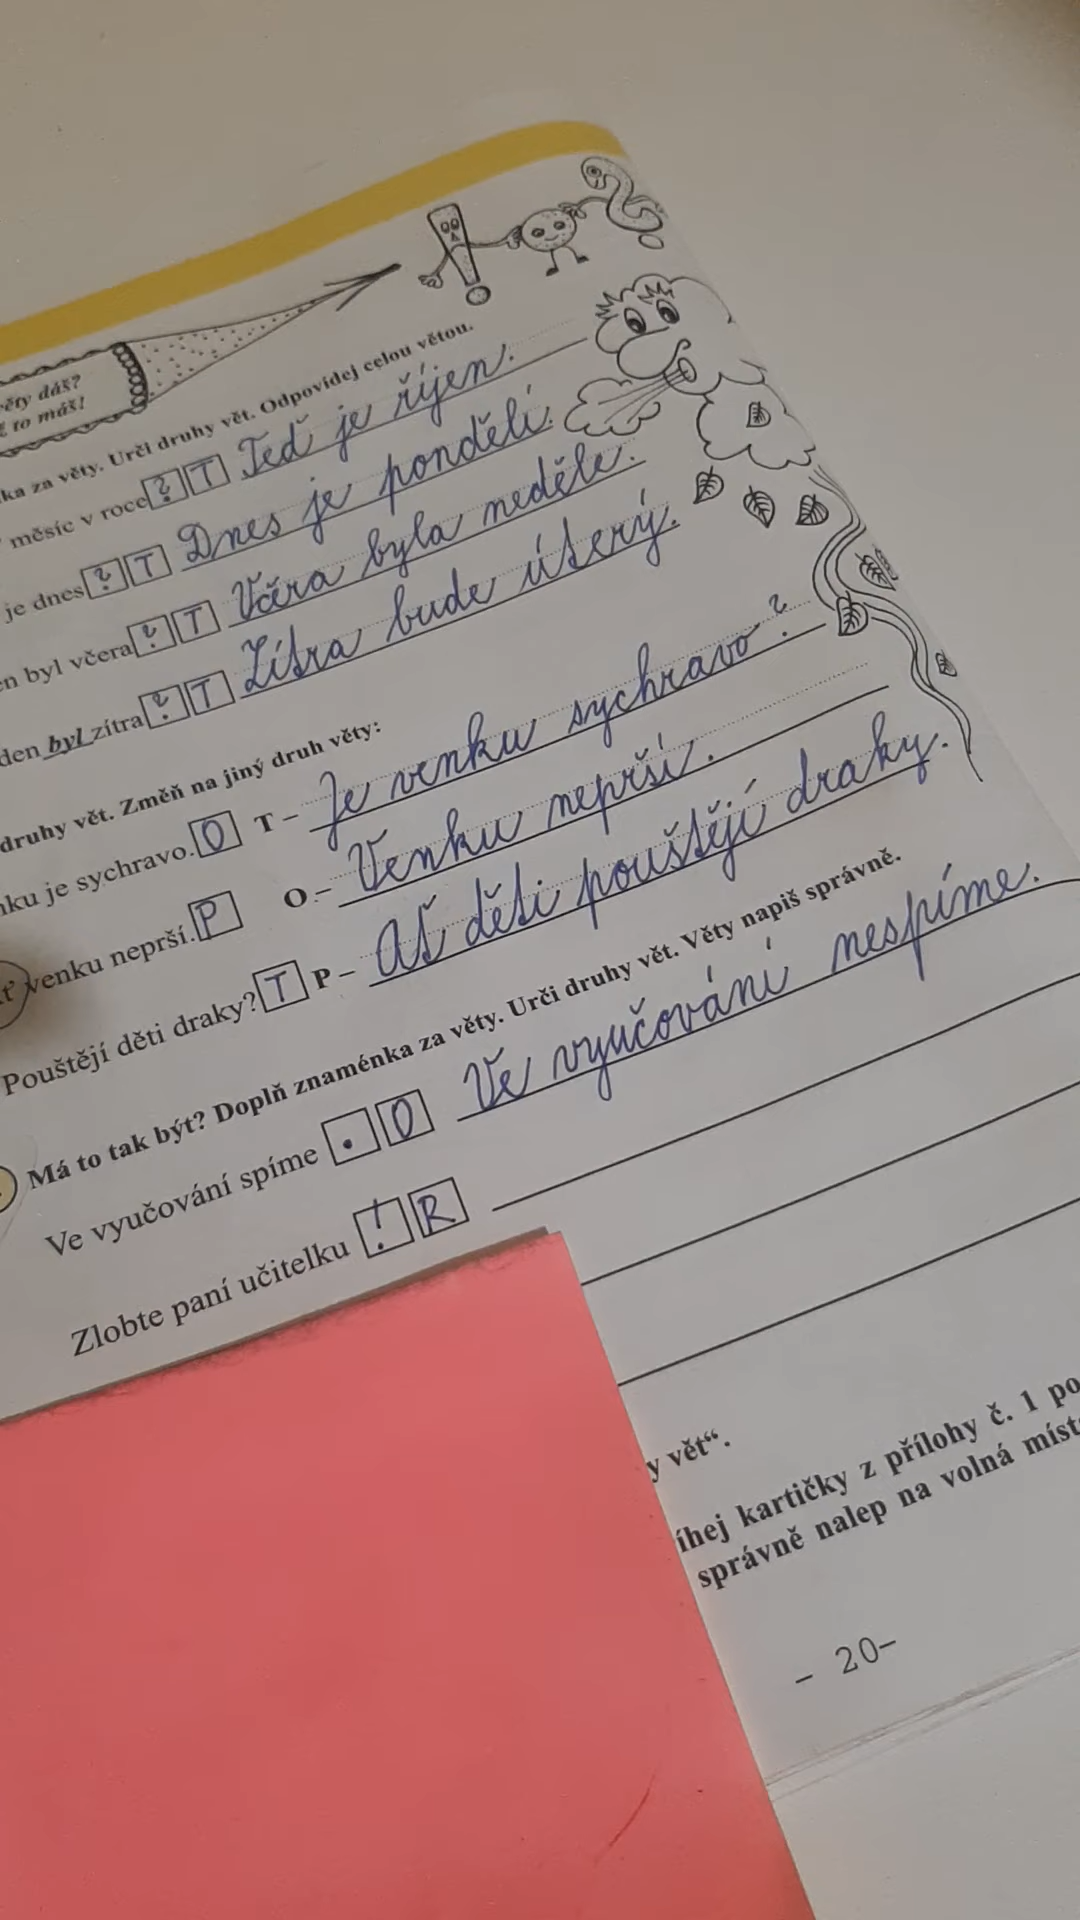 ěty dáš?
to máš!
ka za věty. Urči druhy vět. Odpovídej celou větou.
měsíc v roce ? T Teď je říjen.
je dnes ? T Dnes je pondělí.
n byl včera ? T Včera byla neděle.
den byl zítra ? T Zítra bude úterý.
druhy vět. Změň na jiný druh věty:
nku je sychravo. O T – Je venku sychravo?
ť venku neprší. P O – Venku neprší.
Pouštějí děti draky? T P – Ať děti pouštějí draky.
Má to tak být? Doplň znaménka za věty. Urči druhy vět. Věty napiš správně.
Ve vyučování spíme . O Ve vyučování nespíme.
Zlobte paní učitelku ! R
y vět“.
íhej kartičky z přílohy č. 1 po
správně nalep na volná míst
– 20–